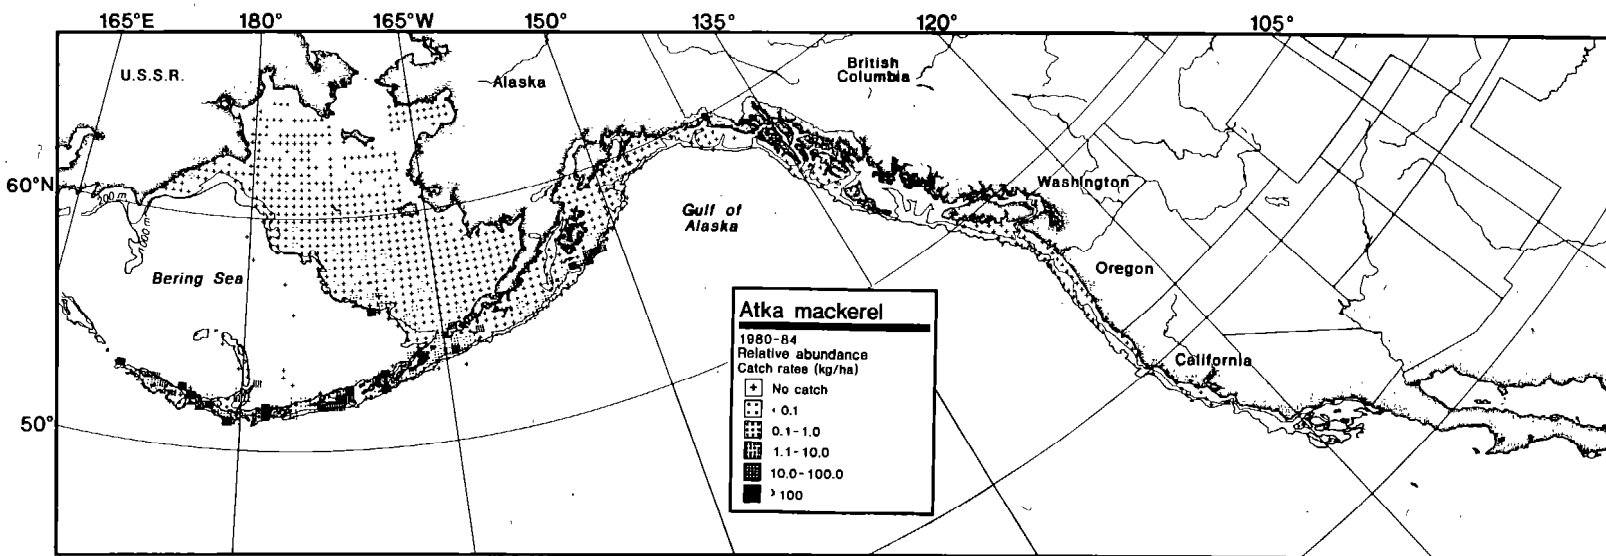 165°E 180° 165°W 150° 135° 120° 105°
U.S.S.R.
Alaska
British
Columbia
60°N
200 m
1000 m
Washington
Gulf of
Alaska
Bering Sea
Oregon
Atka mackerel
1980-84
Relative abundance
Catch rates (kg/ha)
+ No catch
< 0.1
0.1-1.0
1.1-10.0
10.0-100.0
> 100
California
50°